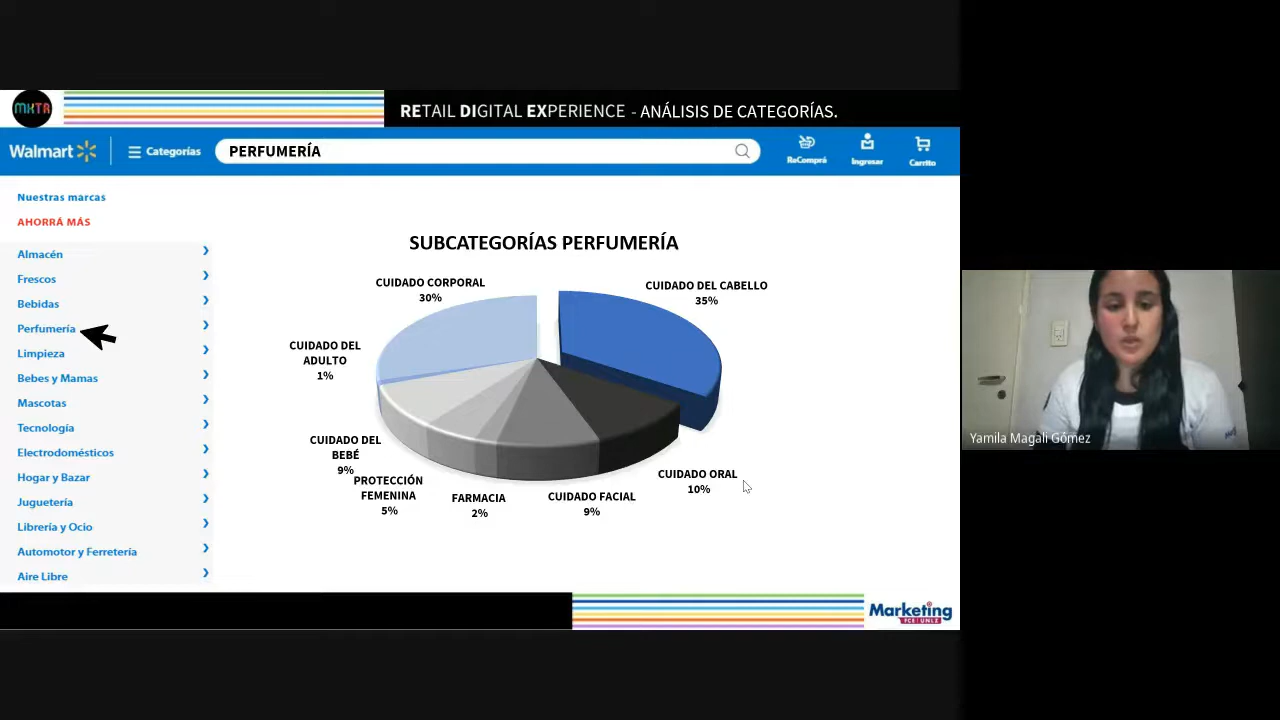 MKTR
RETAIL DIGITAL EXPERIENCE - ANÁLISIS DE CATEGORÍAS.
Walmart
Categorías
PERFUMERÍA
ReComprá
Ingresar
Carrito
Nuestras marcas
AHORRÁ MÁS
Almacén
Frescos
Bebidas
Perfumería
Limpieza
Bebes y Mamas
Mascotas
Tecnología
Electrodomésticos
Hogar y Bazar
Juguetería
Librería y Ocio
Automotor y Ferretería
Aire Libre
SUBCATEGORÍAS PERFUMERÍA
CUIDADO CORPORAL
30%
CUIDADO DEL CABELLO
35%
CUIDADO DEL
ADULTO
1%
CUIDADO DEL
BEBÉ
9%
PROTECCIÓN
FEMENINA
5%
FARMACIA
2%
CUIDADO FACIAL
9%
CUIDADO ORAL
10%
Marketing
FCE | UNLZ
Yamila Magali Gómez